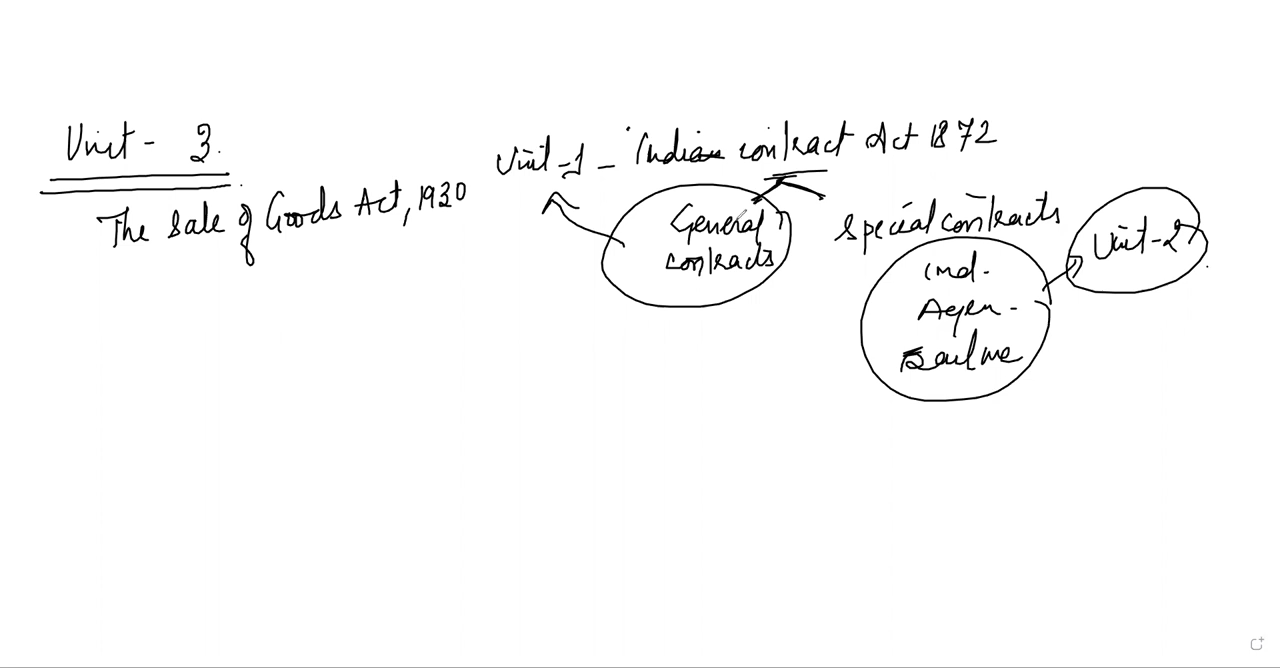 Unit - 3.
The Sale of Goods Act, 1930
Unit-1 - Indian contract Act 1872
General
contracts
Special contracts
Ind.
Agen-
Unit-2